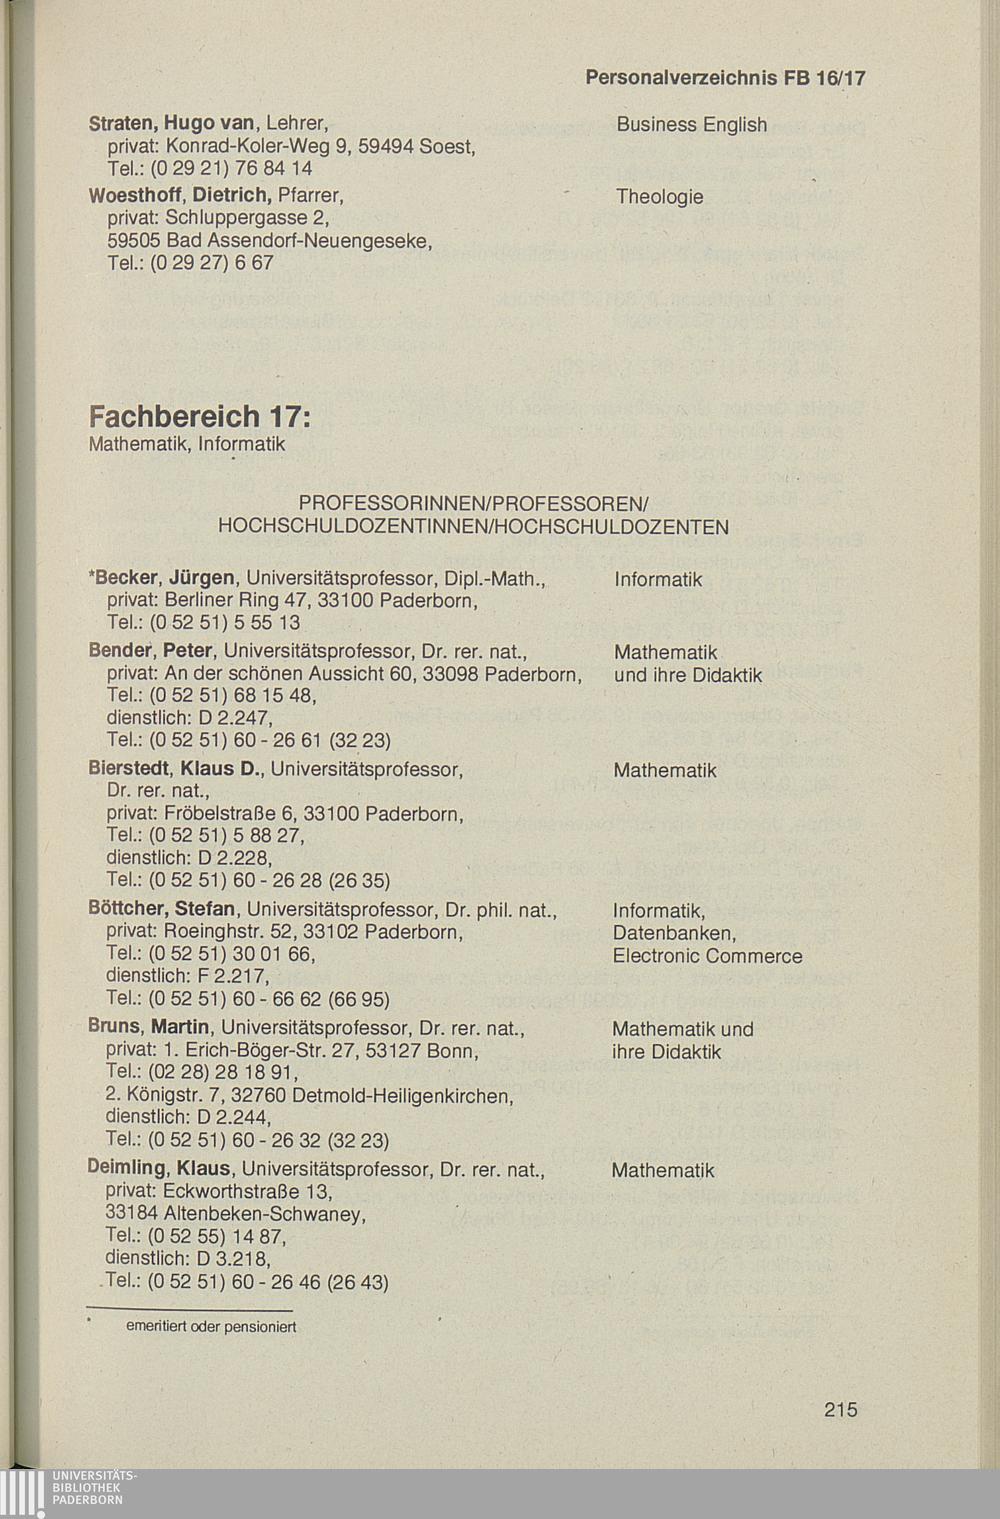 Personalverzeichnis FB 16/17
Straten, Hugo van, Lehrer, Business English
privat: Konrad-Koler-Weg 9, 59494 Soest,
Tel.: (0 29 21) 76 84 14
Woesthoff, Dietrich, Pfarrer, Theologie
privat: Schluppergasse 2,
59505 Bad Assendorf-Neuengeseke,
Tel.: (0 29 27) 6 67
Fachbereich 17:
Mathematik, Informatik
PROFESSORINNEN/PROFESSOREN/
HOCHSCHULDOZENTINNEN/HOCHSCHULDOZENTEN
*Becker, Jürgen, Universitätsprofessor, Dipl.-Math., Informatik
privat: Berliner Ring 47, 33100 Paderborn,
Tel.: (0 52 51) 5 55 13
Bender, Peter, Universitätsprofessor, Dr. rer. nat., Mathematik
privat: An der schönen Aussicht 60, 33098 Paderborn, und ihre Didaktik
Tel.: (0 52 51) 68 15 48,
dienstlich: D 2.247,
Tel.: (0 52 51) 60 - 26 61 (32 23)
Bierstedt, Klaus D., Universitätsprofessor, Mathematik
Dr. rer. nat.,
privat: Fröbelstraße 6, 33100 Paderborn,
Tel.: (0 52 51) 5 88 27,
dienstlich: D 2.228,
Tel.: (0 52 51) 60 - 26 28 (26 35)
Böttcher, Stefan, Universitätsprofessor, Dr. phil. nat., Informatik,
privat: Roeinghstr. 52, 33102 Paderborn, Datenbanken,
Tel.: (0 52 51) 30 01 66, Electronic Commerce
dienstlich: F 2.217,
Tel.: (0 52 51) 60 - 66 62 (66 95)
Bruns, Martin, Universitätsprofessor, Dr. rer. nat., Mathematik und
privat: 1. Erich-Böger-Str. 27, 53127 Bonn, ihre Didaktik
Tel.: (02 28) 28 18 91,
2. Königstr. 7, 32760 Detmold-Heiligenkirchen,
dienstlich: D 2.244,
Tel.: (0 52 51) 60 - 26 32 (32 23)
Deimling, Klaus, Universitätsprofessor, Dr. rer. nat., Mathematik
privat: Eckworthstraße 13,
33184 Altenbeken-Schwaney,
Tel.: (0 52 55) 14 87,
dienstlich: D 3.218,
Tel.: (0 52 51) 60 - 26 46 (26 43)
* emeritiert oder pensioniert
215
UNIVERSITÄTS-
BIBLIOTHEK
PADERBORN